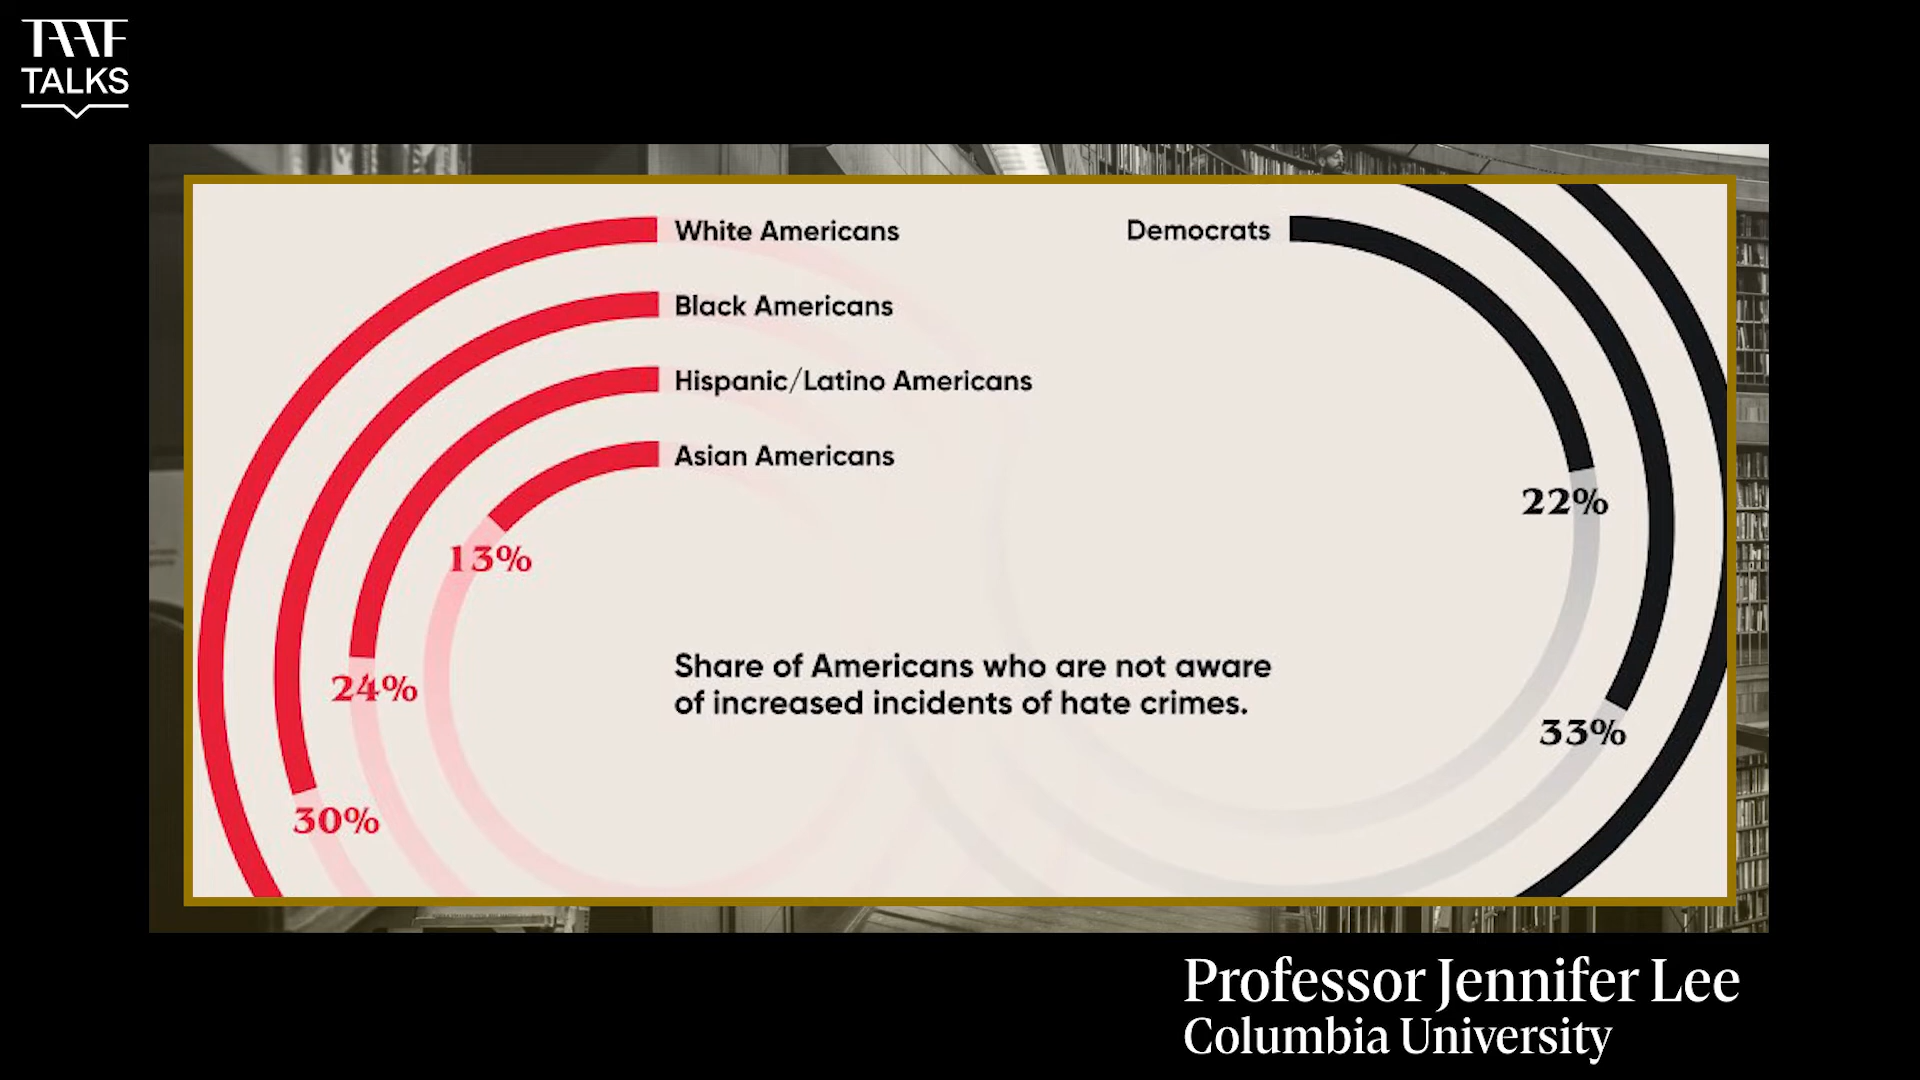 TAAF
TALKS
White Americans
Black Americans
Hispanic/Latino Americans
Asian Americans
Democrats
13%
24%
30%
22%
33%
Share of Americans who are not aware
of increased incidents of hate crimes.
Professor Jennifer Lee
Columbia University